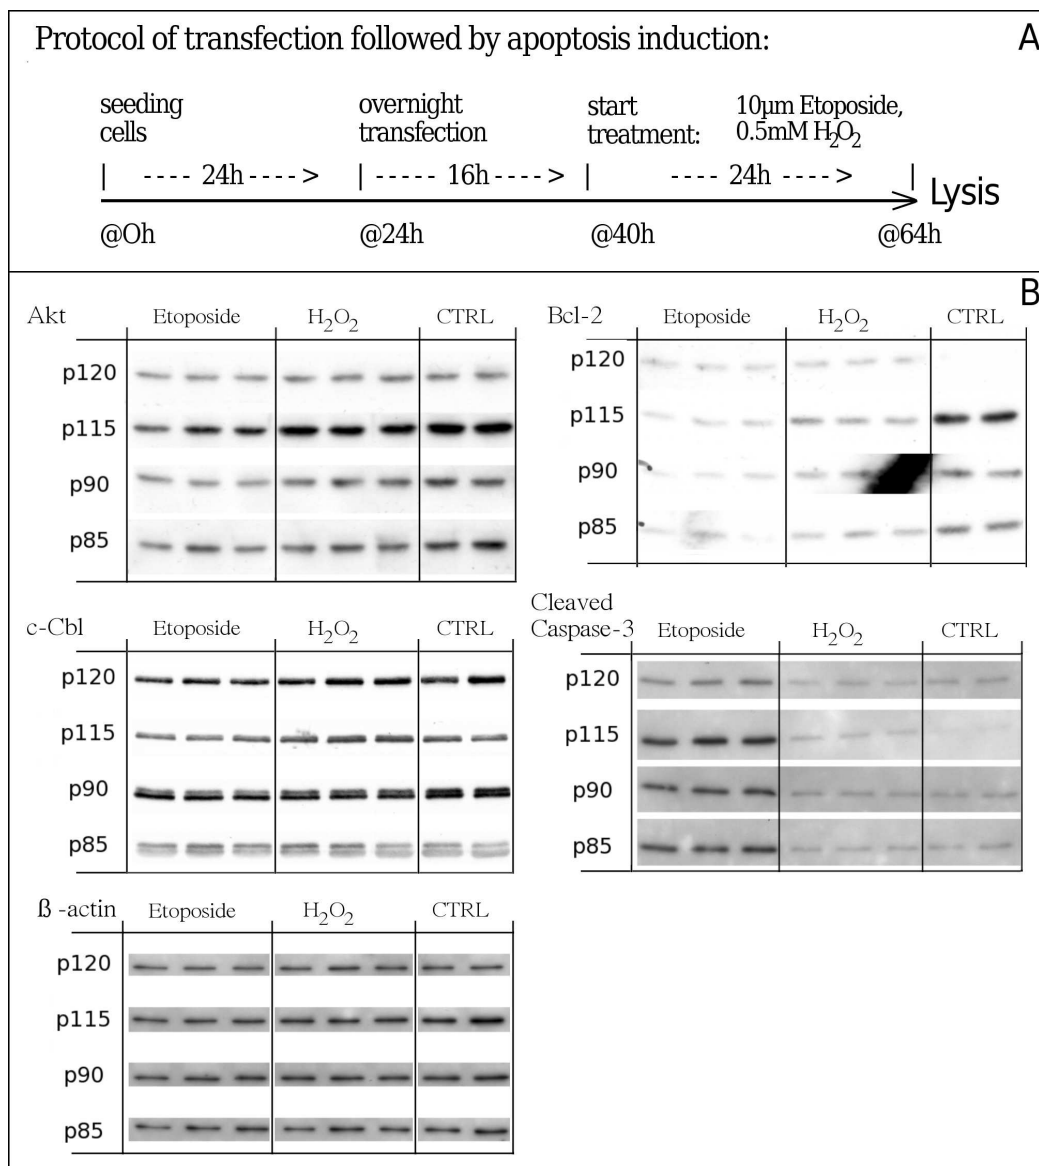 Protocol of transfection followed by apoptosis induction:
A
seeding cells
overnight transfection
start treatment:
10µm Etoposide, 0.5mM H₂O₂
| ---- 24h ----> | ----- 16h ----> | ---- 24h ----> |
Lysis
@0h @24h @40h @64h
B
Akt Etoposide H₂O₂ CTRL
p120
p115
p90
p85
Bcl-2 Etoposide H₂O₂ CTRL
p120
p115
p90
p85
c-Cbl Etoposide H₂O₂ CTRL
p120
p115
p90
p85
Cleaved
Caspase-3 Etoposide H₂O₂ CTRL
p120
p115
p90
p85
ß -actin Etoposide H₂O₂ CTRL
p120
p115
p90
p85